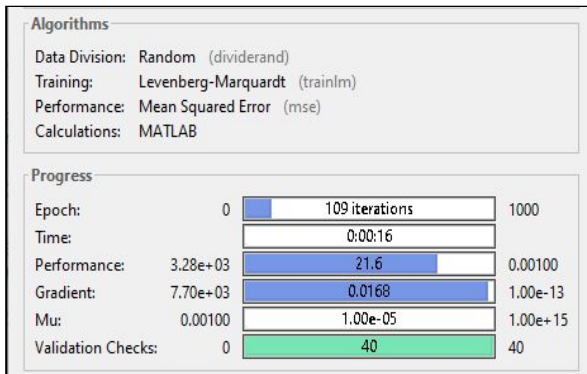 Algorithms
Data Division: Random (dividerand)
Training: Levenberg-Marquardt (trainlm)
Performance: Mean Squared Error (mse)
Calculations: MATLAB
Progress
Epoch: 0 109 iterations 1000
Time: 0:00:16
Performance: 3.28e+03 21.6 0.00100
Gradient: 7.70e+03 0.0168 1.00e-13
Mu: 0.00100 1.00e-05 1.00e+15
Validation Checks: 0 40 40